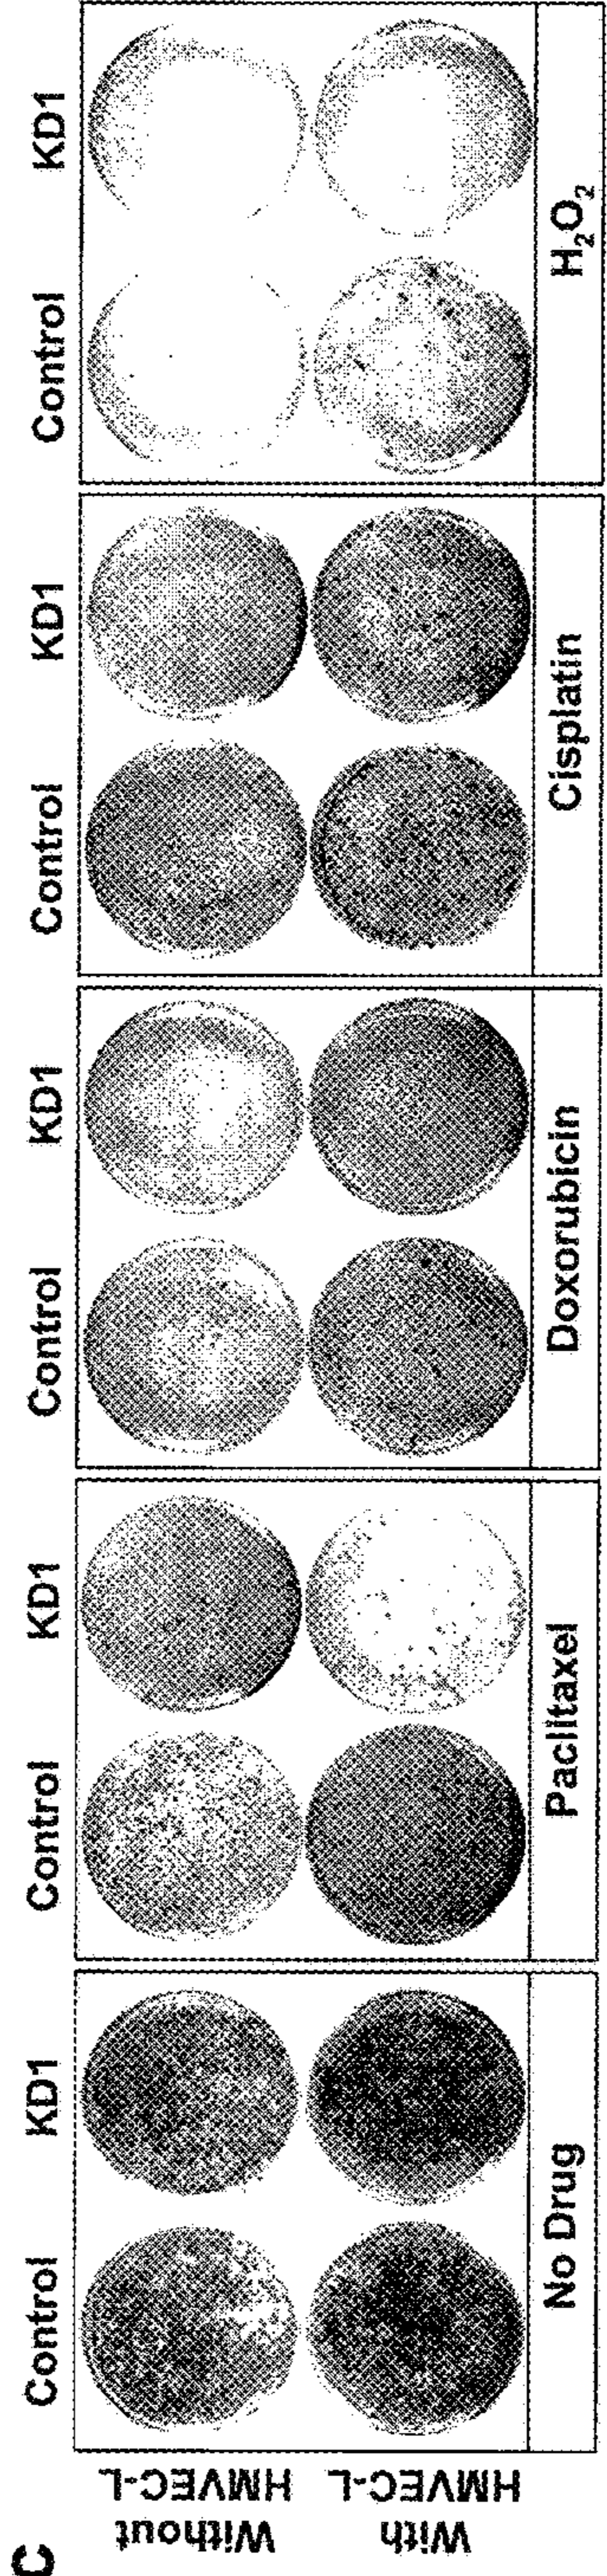 C
Control KD1 Control KD1 Control KD1 Control KD1 Control KD1
Without
HMVEC-L
With
HMVEC-L
No Drug Paclitaxel Doxorubicin Cisplatin H₂O₂